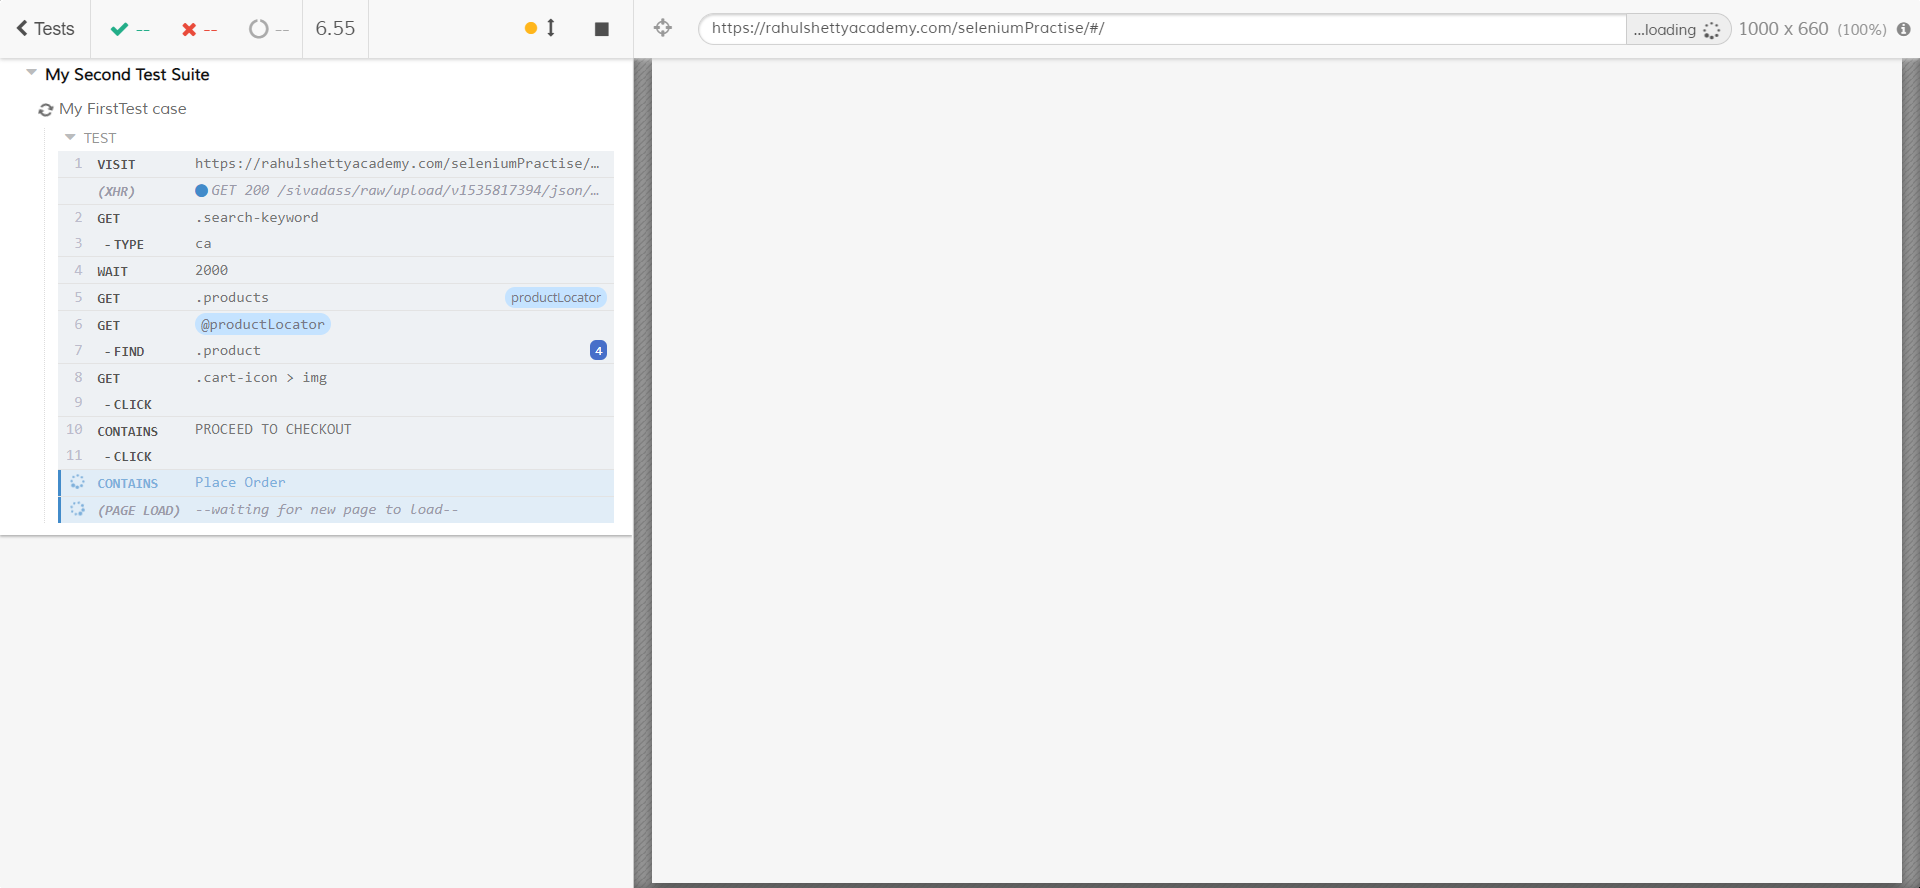 Tests -- -- -- 6.55
https://rahulshettyacademy.com/seleniumPractise/#/ ...loading 1000 x 660 (100%)
My Second Test Suite
My FirstTest case
TEST
1 VISIT https://rahulshettyacademy.com/seleniumPractise/…
(XHR) GET 200 /sivadass/raw/upload/v1535817394/json/…
2 GET .search-keyword
3 -TYPE ca
4 WAIT 2000
5 GET .products productLocator
6 GET @productLocator
7 -FIND .product 4
8 GET .cart-icon > img
9 -CLICK
10 CONTAINS PROCEED TO CHECKOUT
11 -CLICK
CONTAINS Place Order
(PAGE LOAD) --waiting for new page to load--